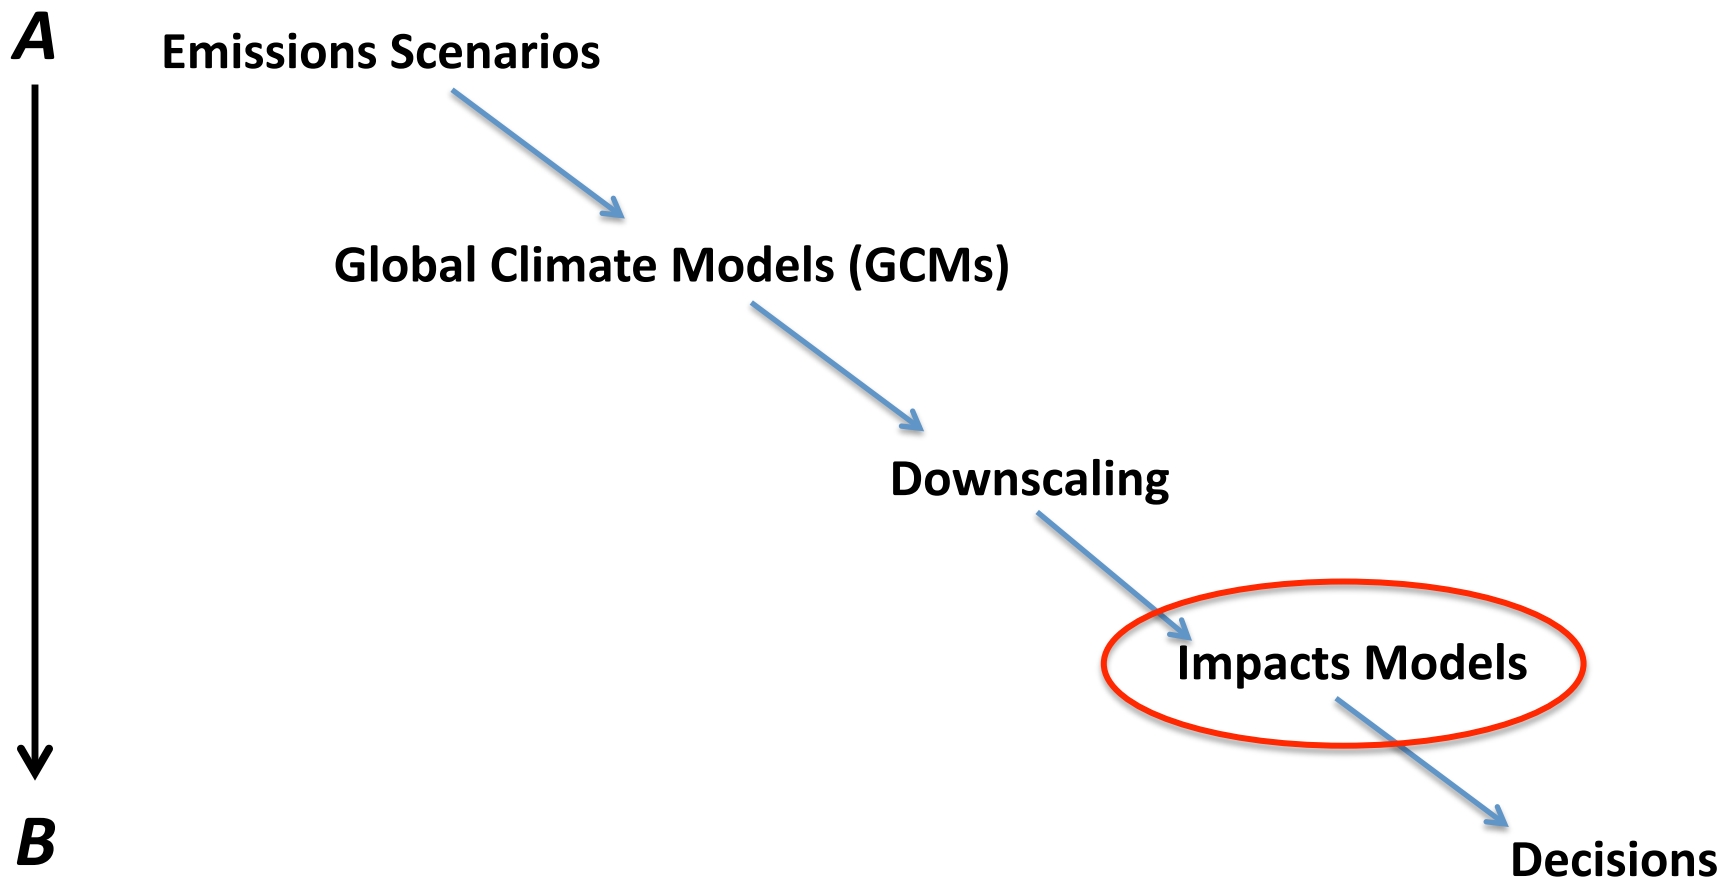 A
Emissions Scenarios
Global Climate Models (GCMs)
Downscaling
Impacts Models
B
Decisions